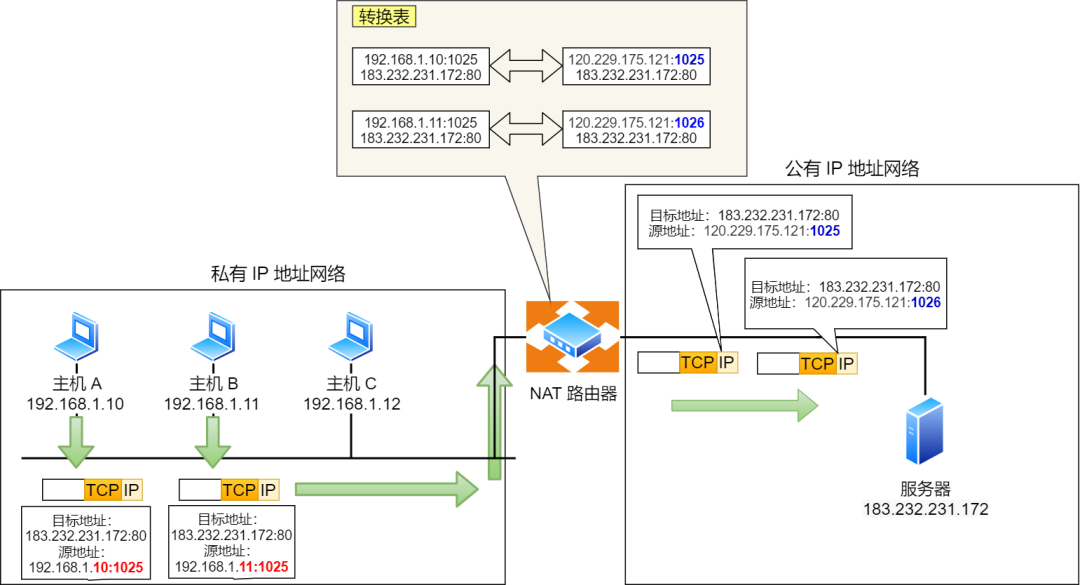 转换表
192.168.1.10:1025
183.232.231.172:80
120.229.175.121:1025
183.232.231.172:80
192.168.1.11:1025
183.232.231.172:80
120.229.175.121:1026
183.232.231.172:80
公有 IP 地址网络
目标地址：183.232.231.172:80
源地址：120.229.175.121:1025
目标地址：183.232.231.172:80
源地址：120.229.175.121:1026
私有 IP 地址网络
主机 A
192.168.1.10
主机 B
192.168.1.11
主机 C
192.168.1.12
NAT 路由器
TCP IP
TCP IP
服务器
183.232.231.172
TCP IP
TCP IP
目标地址：
183.232.231.172:80
源地址：
192.168.1.10:1025
目标地址：
183.232.231.172:80
源地址：
192.168.1.11:1025